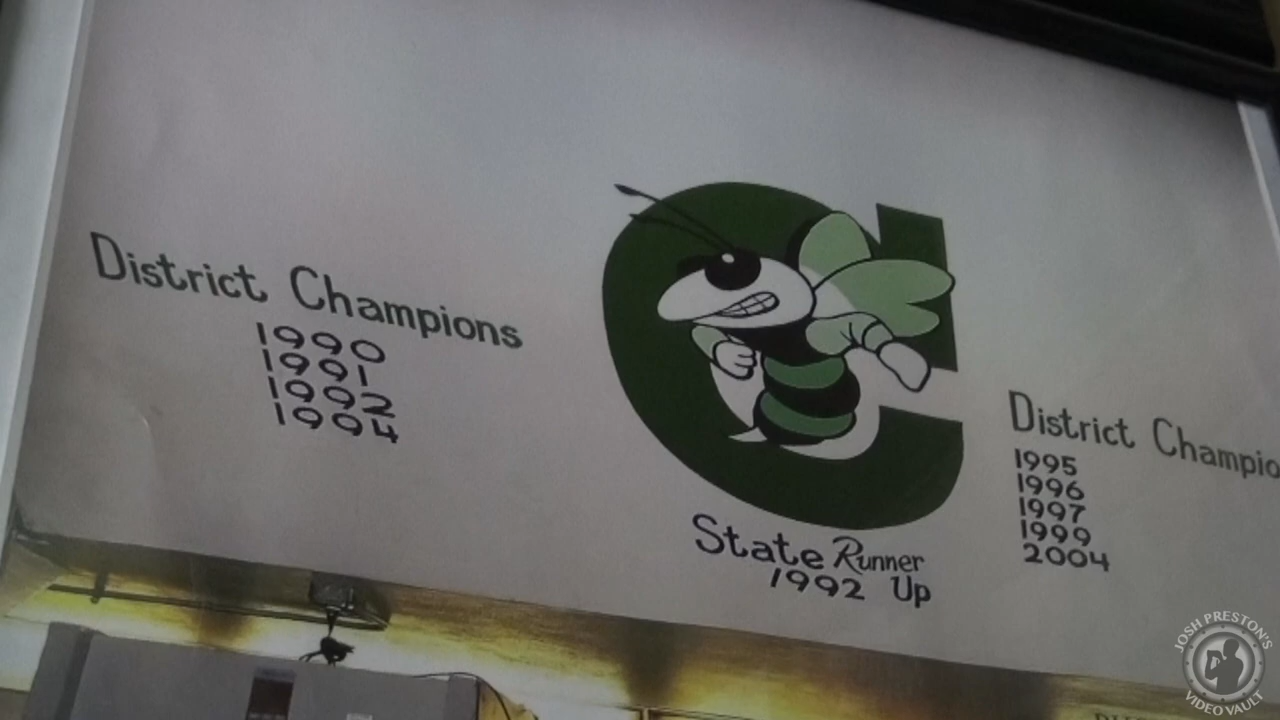 District Champions
1990
1991
1992
1994
C
State Runner
1992 Up
District Champio
1995
1996
1997
1999
2004
JOSH PRESTON'S
VIDEO VAULT